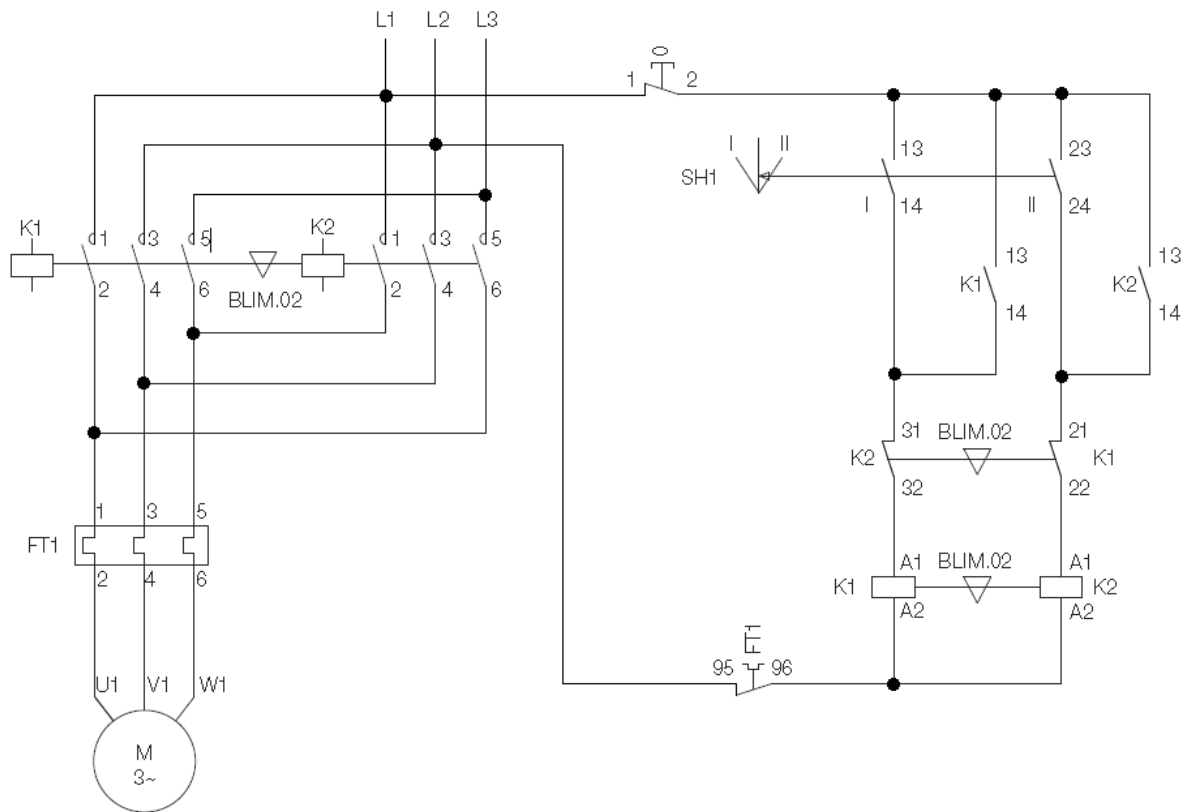 L1 L2 L3
O
1 2
I II
SH1
13 23
I 14 II 24
K1 1 3 5 K2 1 3 5
2 4 6 BLIM.02 2 4 6
13 13
K1 K2
14 14
31 BLIM.02 21
K2 K1
32 22
1 3 5
FT1
2 4 6
A1 BLIM.02 A1
K1 K2
A2 A2
FT1
95 96
U1 V1 W1
M
3~